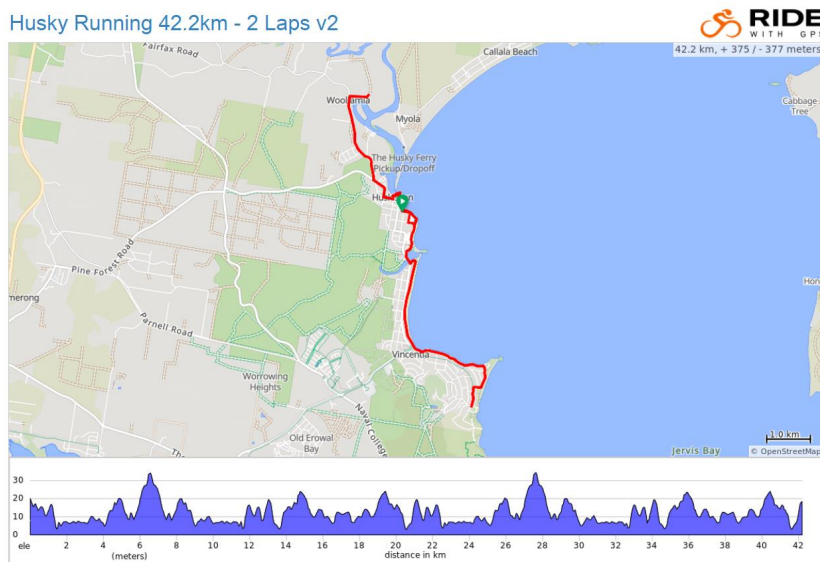 Husky Running 42.2km - 2 Laps v2
RIDE
WITH GPS
42.2 km, + 375 / - 377 meters
Fairfax Road
Callala Beach
Woollamia
Myola
Cabbage
Tree
The Husky Ferry
Pickup/Dropoff
Pine Forest Road
merong
Parnell Road
Vincentia
Worrowing
Heights
Naval College
Old Erowal
Bay
The
Hon
1.0 km
Jervis Bay
© OpenStreetMap
30
20
10
0
ele 2 4 6 8 10 12 14 16 18 20 22 24 26 28 30 32 34 36 38 40 42
(meters) distance in km